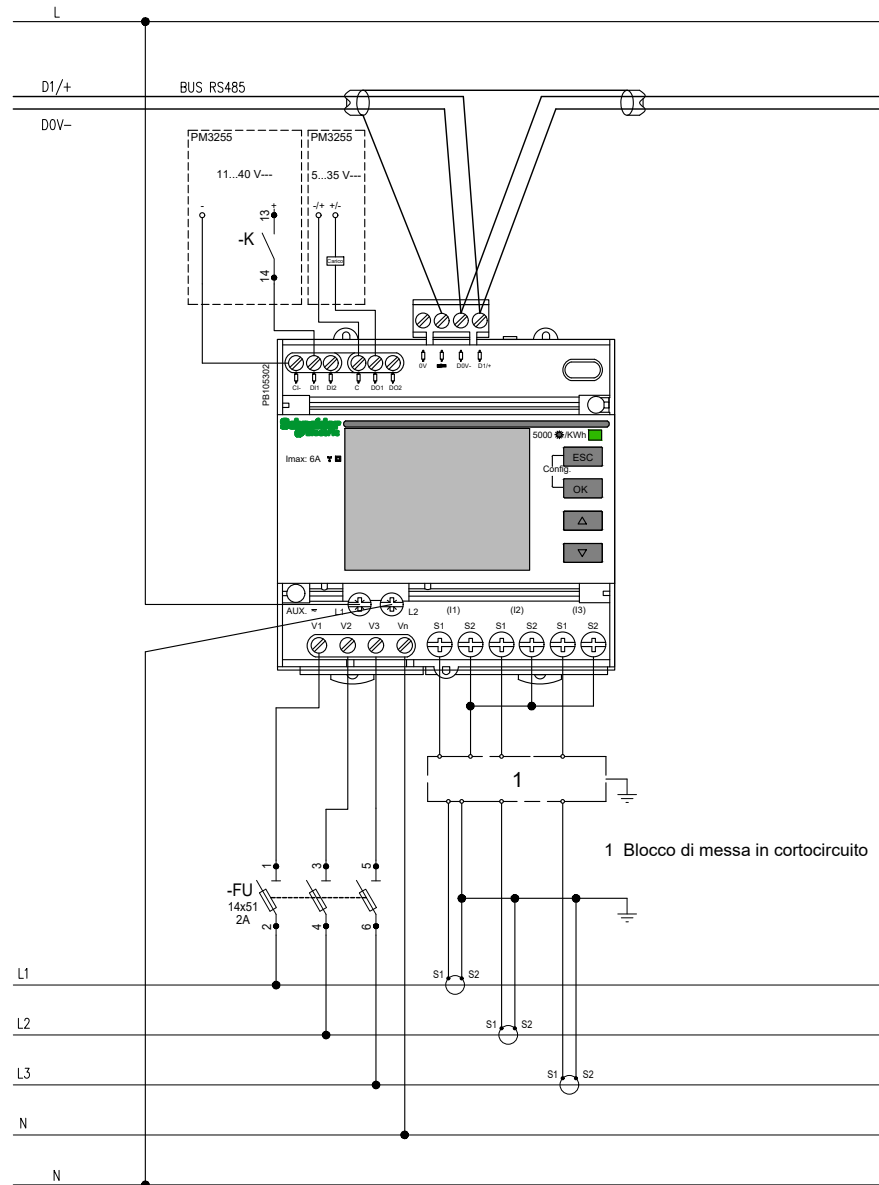 L
D1/+ BUS RS485
D0V-
PM3255 PM3255
11...40 V--- 5...35 V---
- + -/+ +/-
13
-K
Carico
14
0V D0V- D1/+
CI- DI1 DI2 C DO1 DO2
PB105302
Schneider
Electric
5000 /KWh
Imax: 6A
ESC
Config.
OK
AUX. L1 L2 (I1) (I2) (I3)
V1 V2 V3 Vn S1 S2 S1 S2 S1 S2
1
1 Blocco di messa in cortocircuito
1 3 5
-FU
14x51
2A
2 4 6
L1 S1 S2
L2 S1 S2
L3 S1 S2
N
N